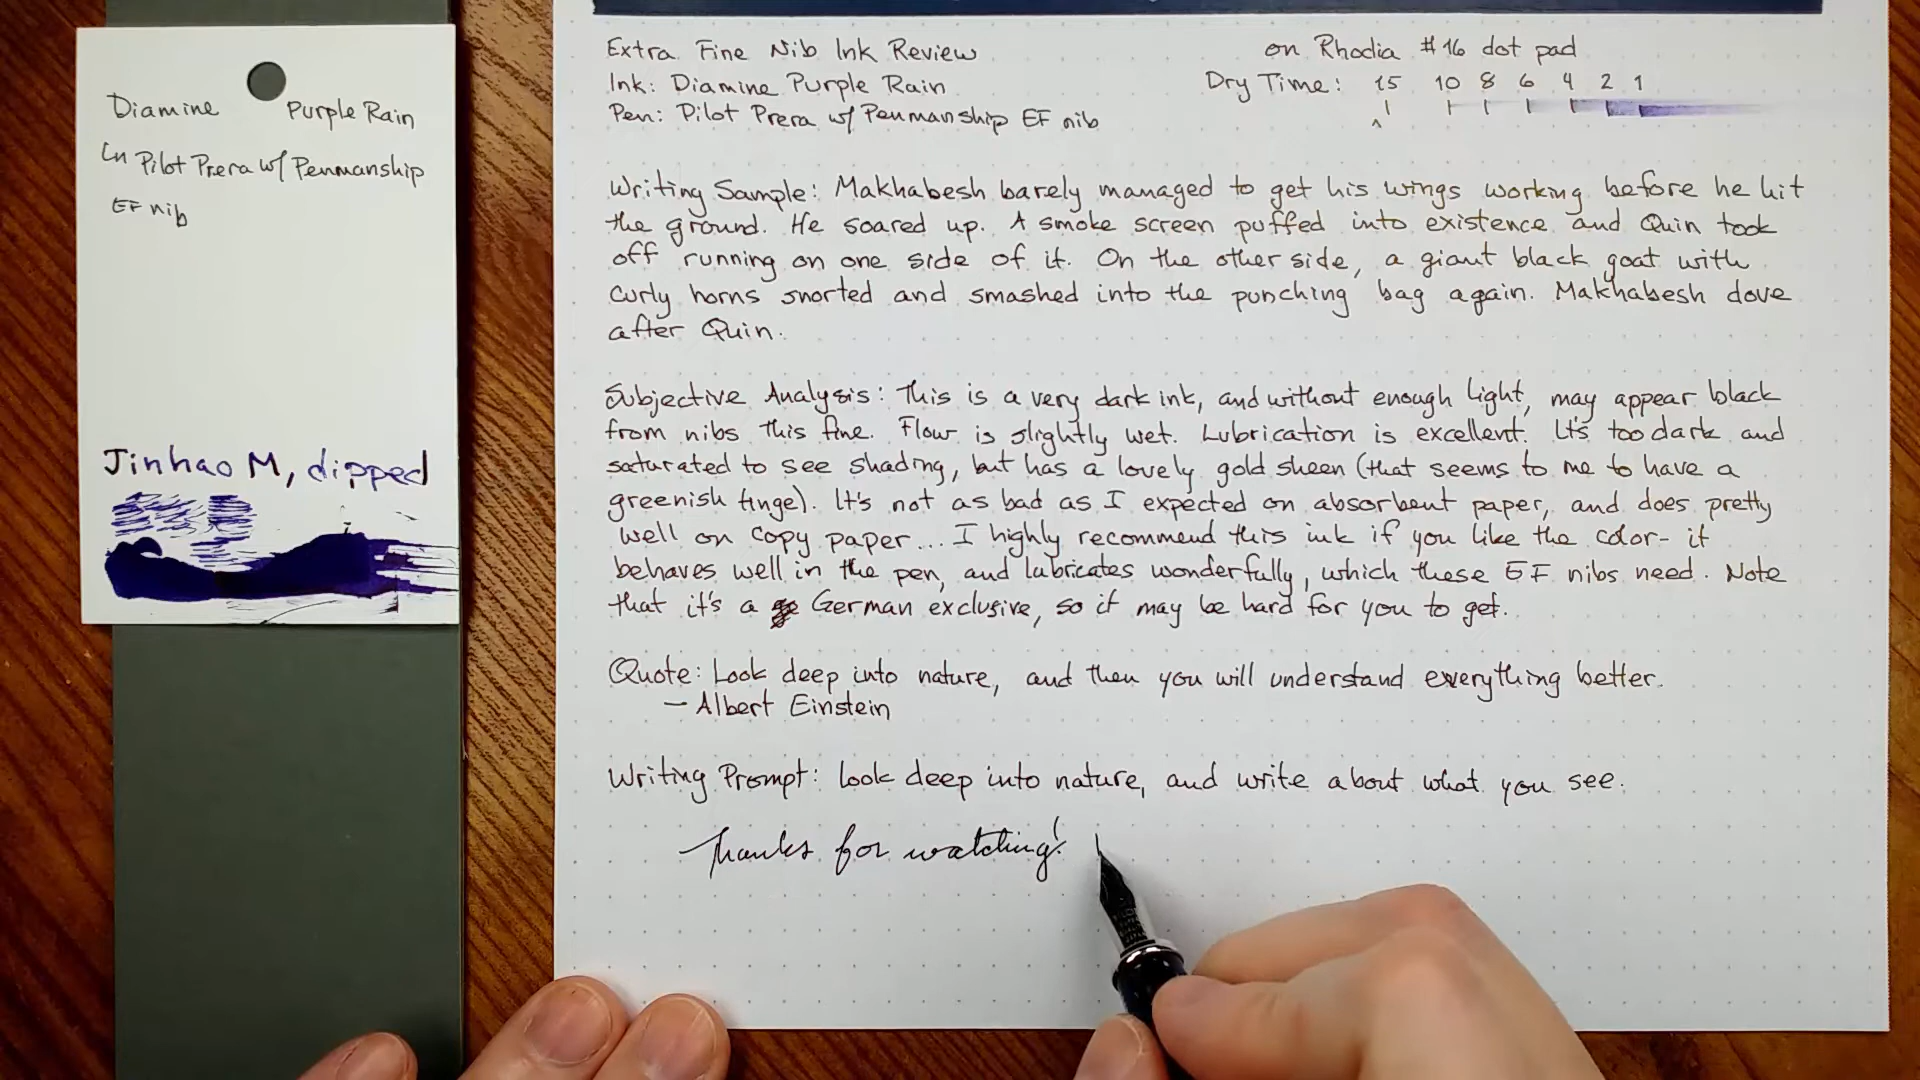 Diamine Purple Rain
in Pilot Prera w/ Penmanship
EF nib
Jinhao M, dipped
Extra Fine Nib Ink Review
Ink: Diamine Purple Rain
Pen: Pilot Prera w/ Penmanship EF nib
on Rhodia #16 dot pad
Dry Time: 15 10 8 6 4 2 1
Writing Sample: Makhabesh barely managed to get his wings working before he hit
the ground. He soared up. A smoke screen puffed into existence and Quin took
off running on one side of it. On the other side, a giant black goat with
curly horns snorted and smashed into the punching bag again. Makhabesh dove
after Quin.
Subjective Analysis: This is a very dark ink, and without enough light, may appear black
from nibs this fine. Flow is slightly wet. Lubrication is excellent. It's too dark and
saturated to see shading, but has a lovely gold sheen (that seems to me to have a
greenish tinge). It's not as bad as I expected on absorbent paper, and does pretty
well on copy paper... I highly recommend this ink if you like the color- it
behaves well in the pen, and lubricates wonderfully, which these EF nibs need. Note
that it's a German exclusive, so it may be hard for you to get.
Quote: Look deep into nature, and then you will understand everything better.
— Albert Einstein
Writing Prompt: Look deep into nature, and write about what you see.
Thanks for watching!